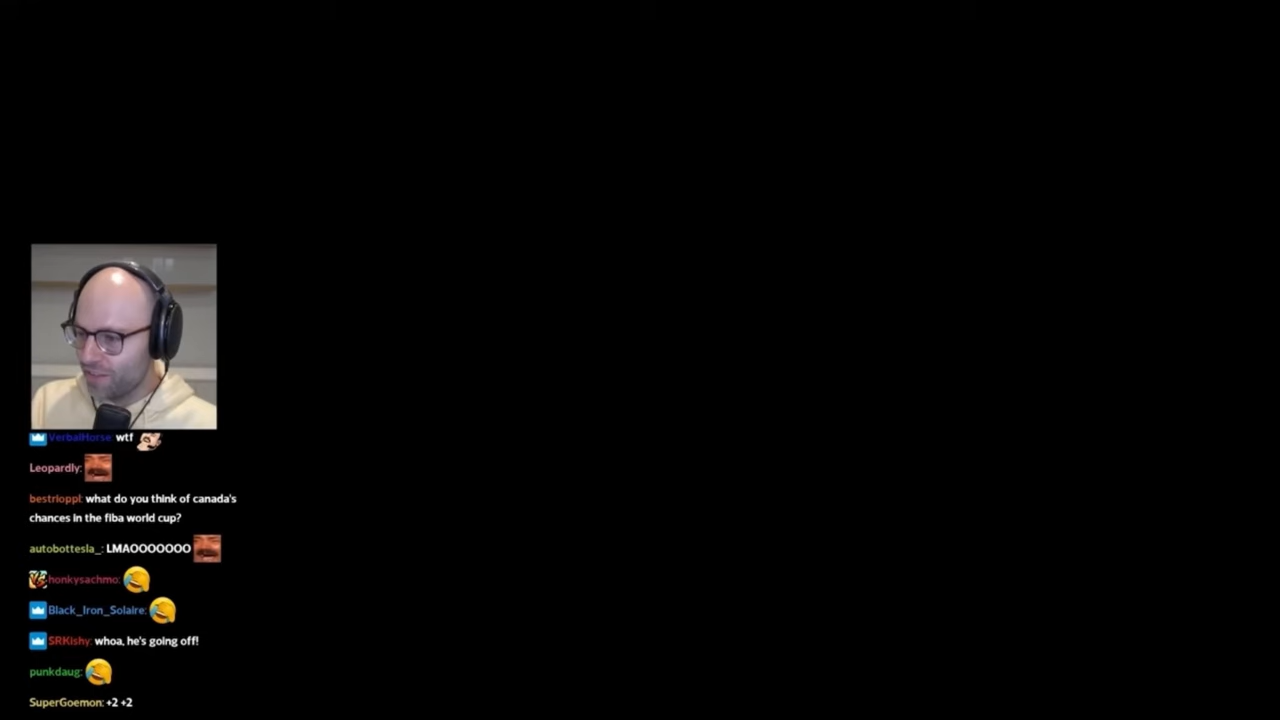 VerbalHorse: wtf
Leopardly:
bestrioppl: what do you think of canada's
chances in the fiba world cup?
autobottesla_: LMAOOOOOOO
honkysachmo:
Black_Iron_Solaire:
SRKishy: whoa, he's going off!
punkdaug:
SuperGoemon: +2 +2